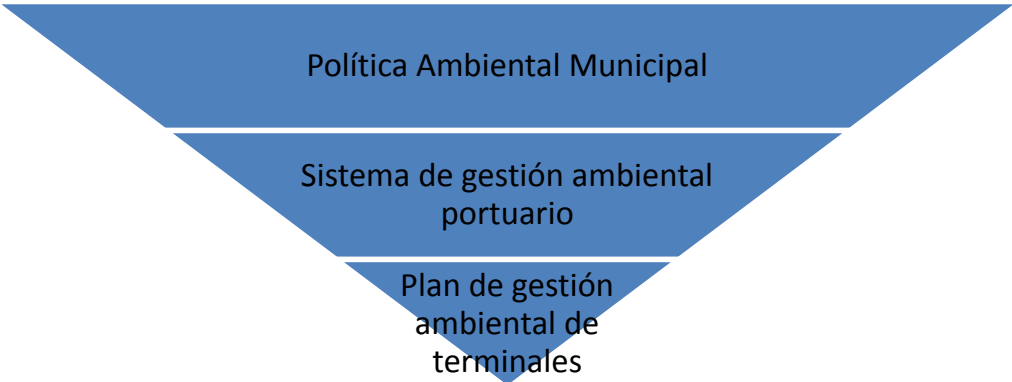 Política Ambiental Municipal
Sistema de gestión ambiental
portuario
Plan de gestión
ambiental de
terminales